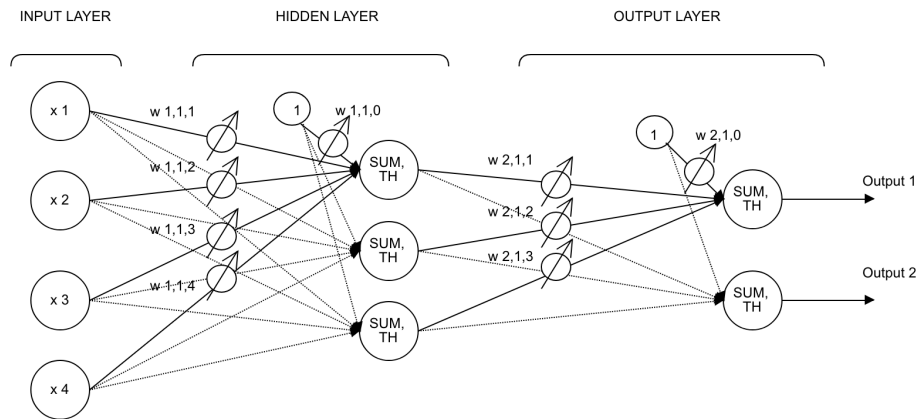 INPUT LAYER
HIDDEN LAYER
OUTPUT LAYER
x 1
w 1,1,1
1
w 1,1,0
1
w 2,1,0
w 1,1,2
SUM,
TH
w 2,1,1
x 2
w 2,1,2
SUM,
TH
Output 1
w 1,1,3
SUM,
TH
w 2,1,3
Output 2
w 1,1,4
x 3
SUM,
TH
SUM,
TH
x 4